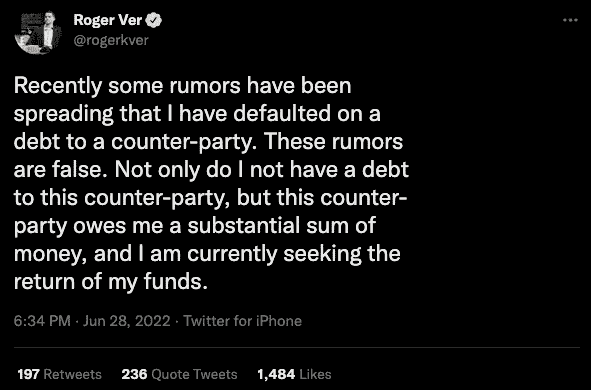 Roger Ver
@rogerkver
Recently some rumors have been
spreading that I have defaulted on a
debt to a counter-party. These rumors
are false. Not only do I not have a debt
to this counter-party, but this counter-
party owes me a substantial sum of
money, and I am currently seeking the
return of my funds.
6:34 PM · Jun 28, 2022 · Twitter for iPhone
197 Retweets 236 Quote Tweets 1,484 Likes